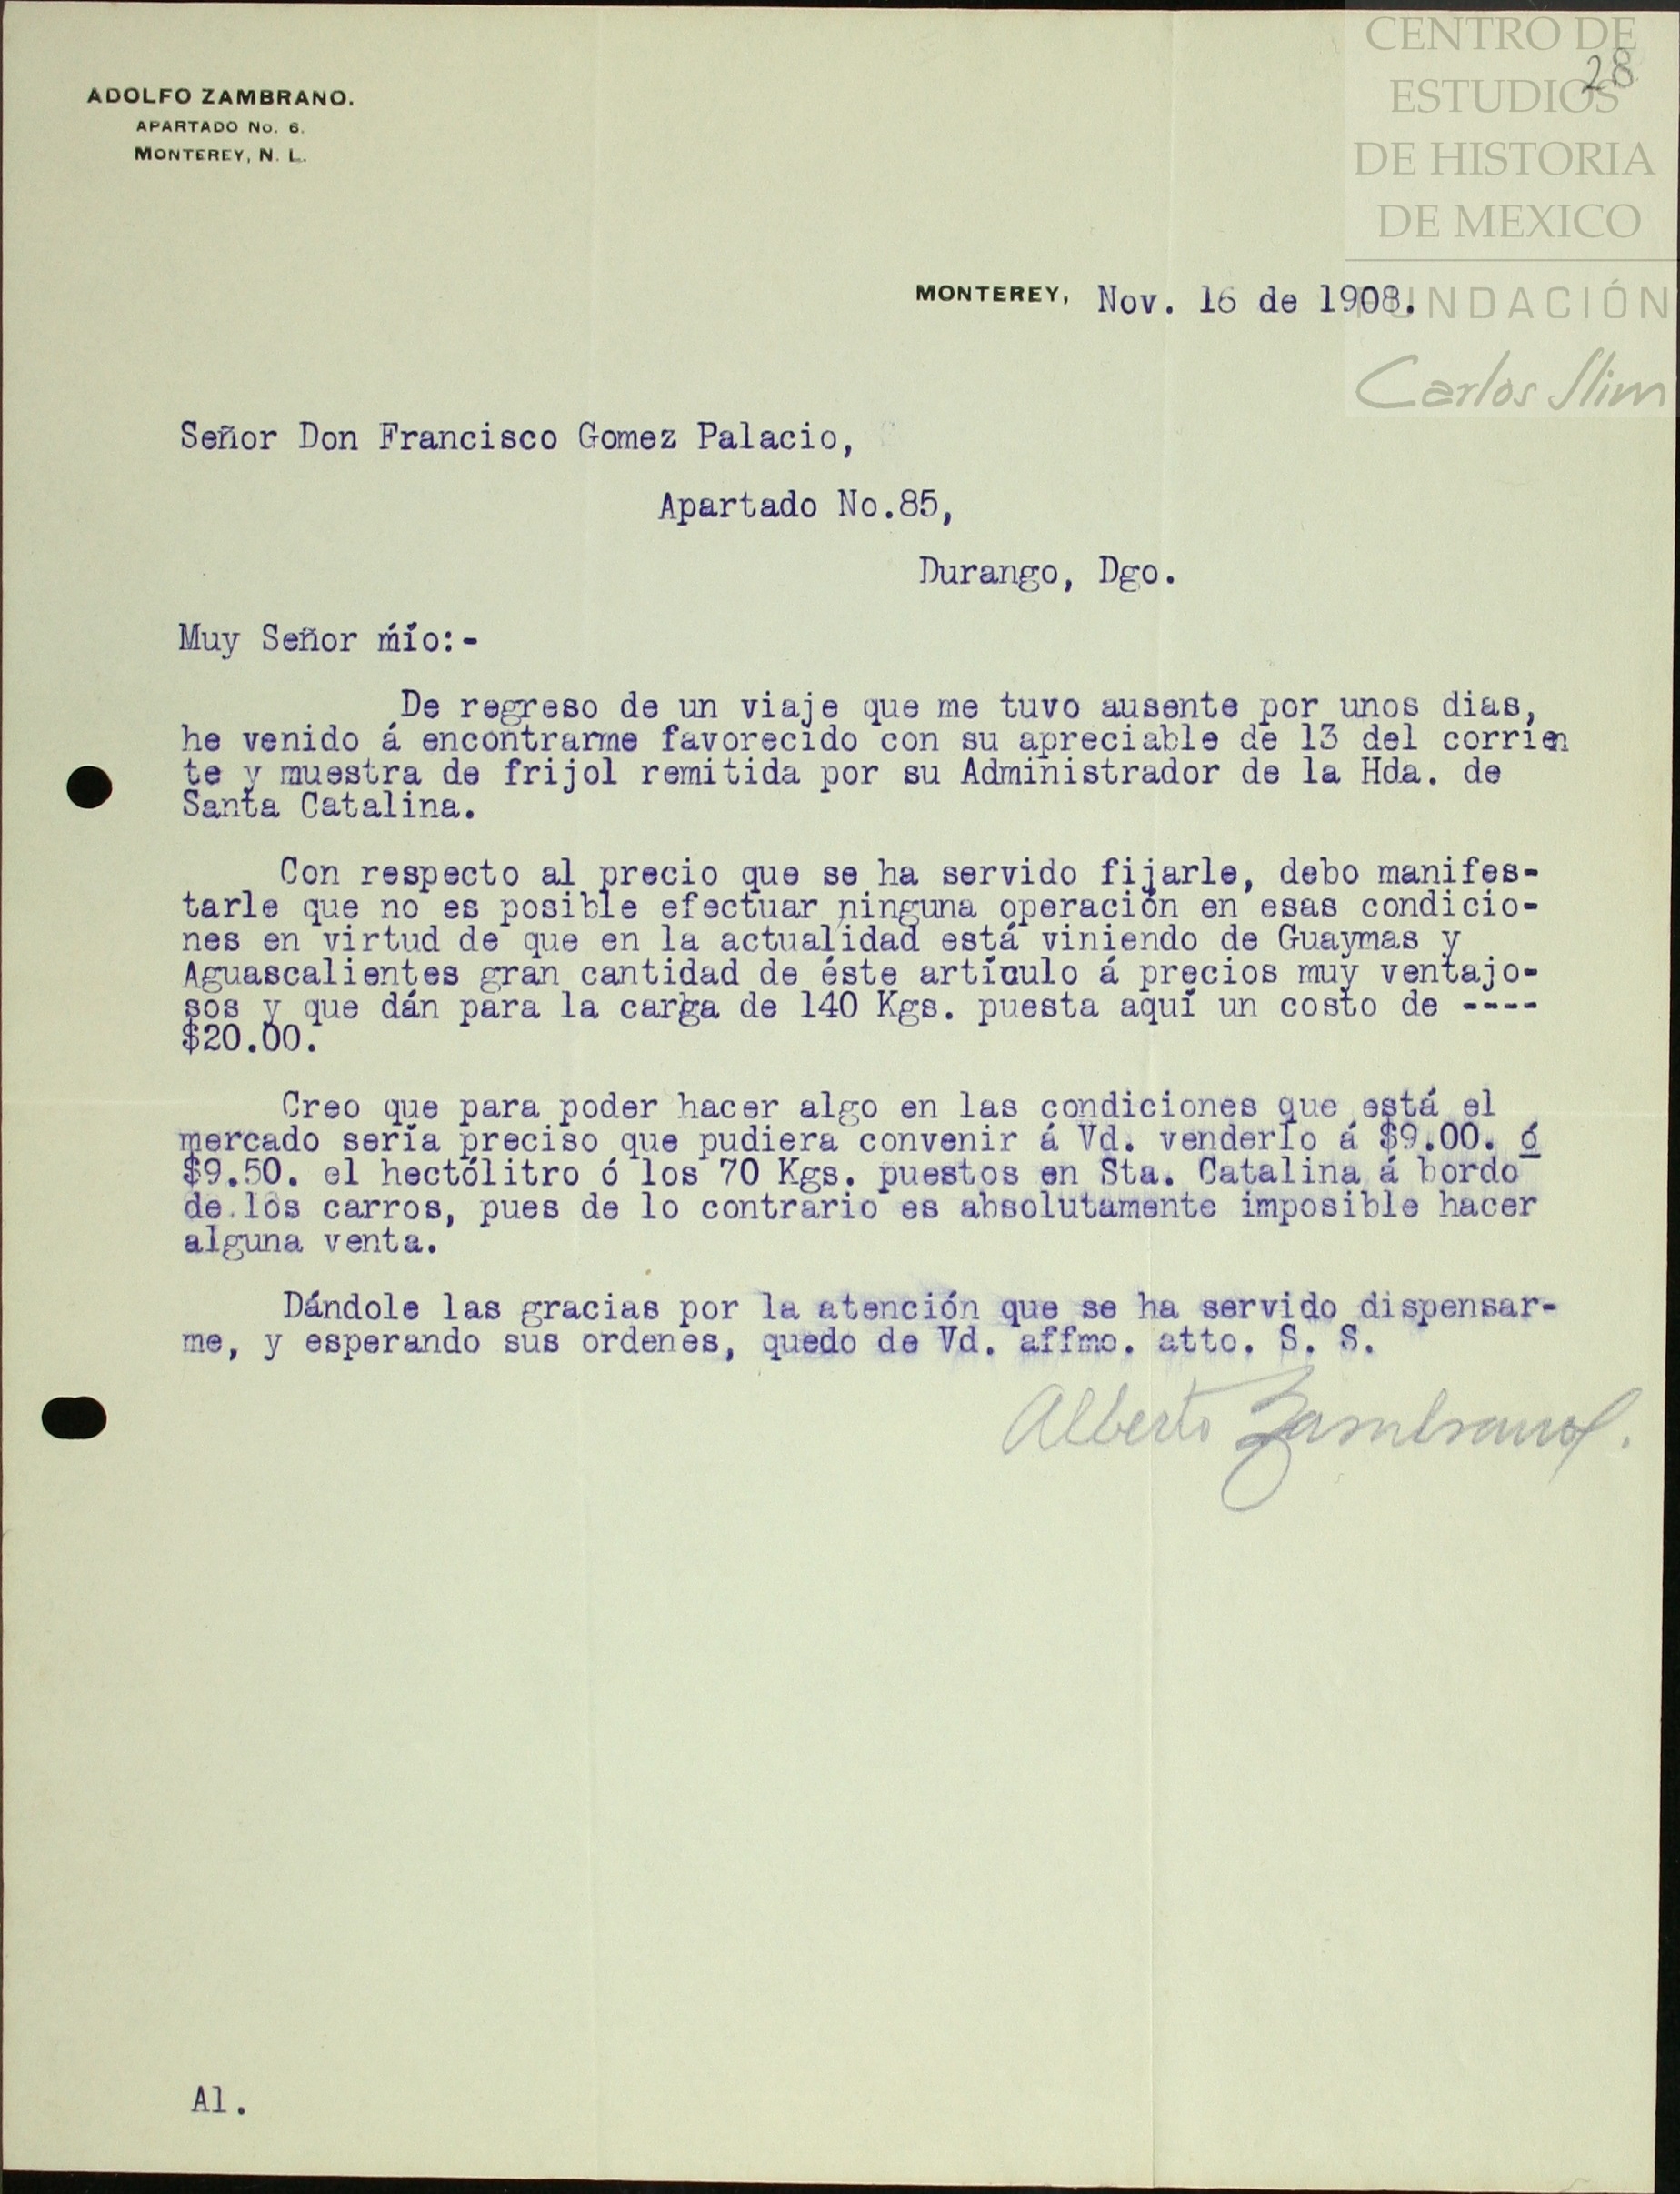 CENTRO DE
28
ESTUDIOS
DE HISTORIA
DE MEXICO
FUNDACIÓN
Carlos Slim
ADOLFO ZAMBRANO.
APARTADO No. 6.
MONTEREY, N. L.
MONTEREY, Nov. 16 de 1908.
Señor Don Francisco Gomez Palacio,
Apartado No.85,
Durango, Dgo.
Muy Señor mío:-
De regreso de un viaje que me tuvo ausente por unos dias,
he venido á encontrarme favorecido con su apreciable de 13 del corrien
te y muestra de frijol remitida por su Administrador de la Hda. de
Santa Catalina.
Con respecto al precio que se ha servido fijarle, debo manifes-
tarle que no es posible efectuar ninguna operación en esas condicio-
nes en virtud de que en la actualidad está viniendo de Guaymas y
Aguascalientes gran cantidad de éste artículo á precios muy ventajo-
sos y que dán para la carga de 140 Kgs. puesta aquí un costo de ----
$20.00.
Creo que para poder hacer algo en las condiciones que está el
mercado sería preciso que pudiera convenir á Vd. venderlo á $9.00. ó
$9.50. el hectólitro ó los 70 Kgs. puestos en Sta. Catalina á bordo
de los carros, pues de lo contrario es absolutamente imposible hacer
alguna venta.
Dándole las gracias por la atención que se ha servido dispensar-
me, y esperando sus ordenes, quedo de Vd. affmo. atto. S. S.
Alberto Zambrano.
Al.